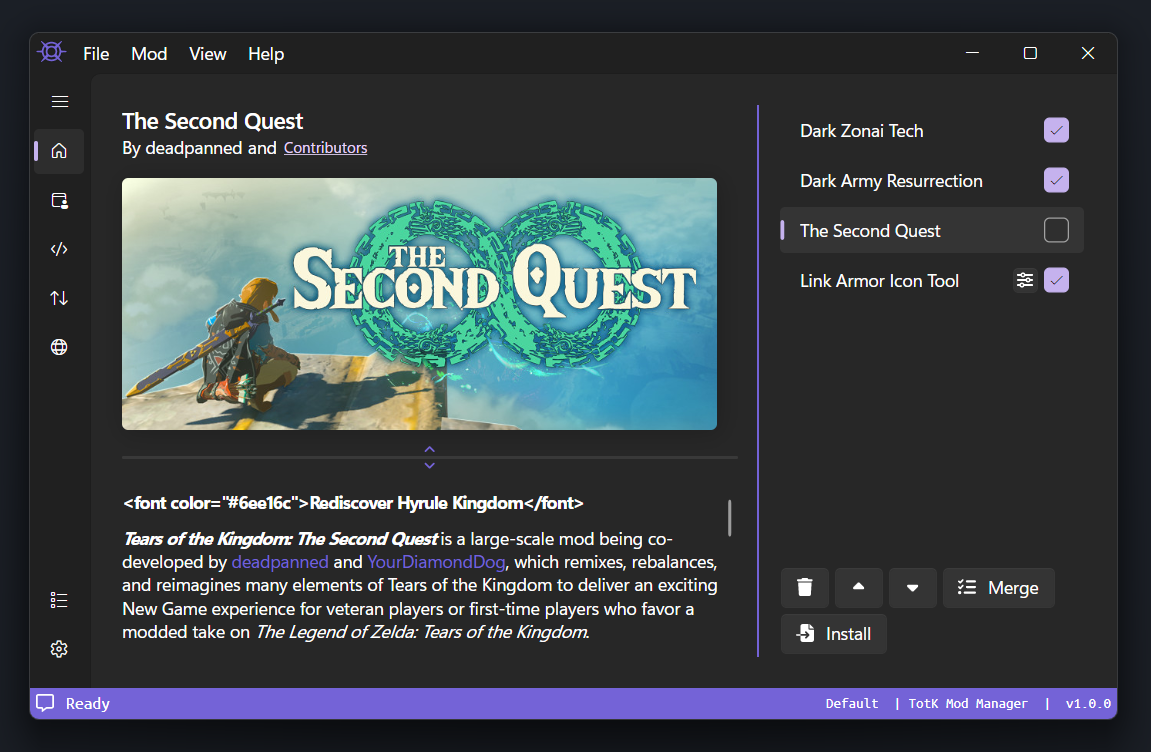 File Mod View Help
The Second Quest
By deadpanned and Contributors
THE
SECOND QUEST
<font color="#6ee16c">Rediscover Hyrule Kingdom</font>
Tears of the Kingdom: The Second Quest is a large-scale mod being co-
developed by deadpanned and YourDiamondDog, which remixes, rebalances,
and reimagines many elements of Tears of the Kingdom to deliver an exciting
New Game experience for veteran players or first-time players who favor a
modded take on The Legend of Zelda: Tears of the Kingdom.
Dark Zonai Tech
Dark Army Resurrection
The Second Quest
Link Armor Icon Tool
Merge
Install
Ready
Default | TotK Mod Manager | v1.0.0